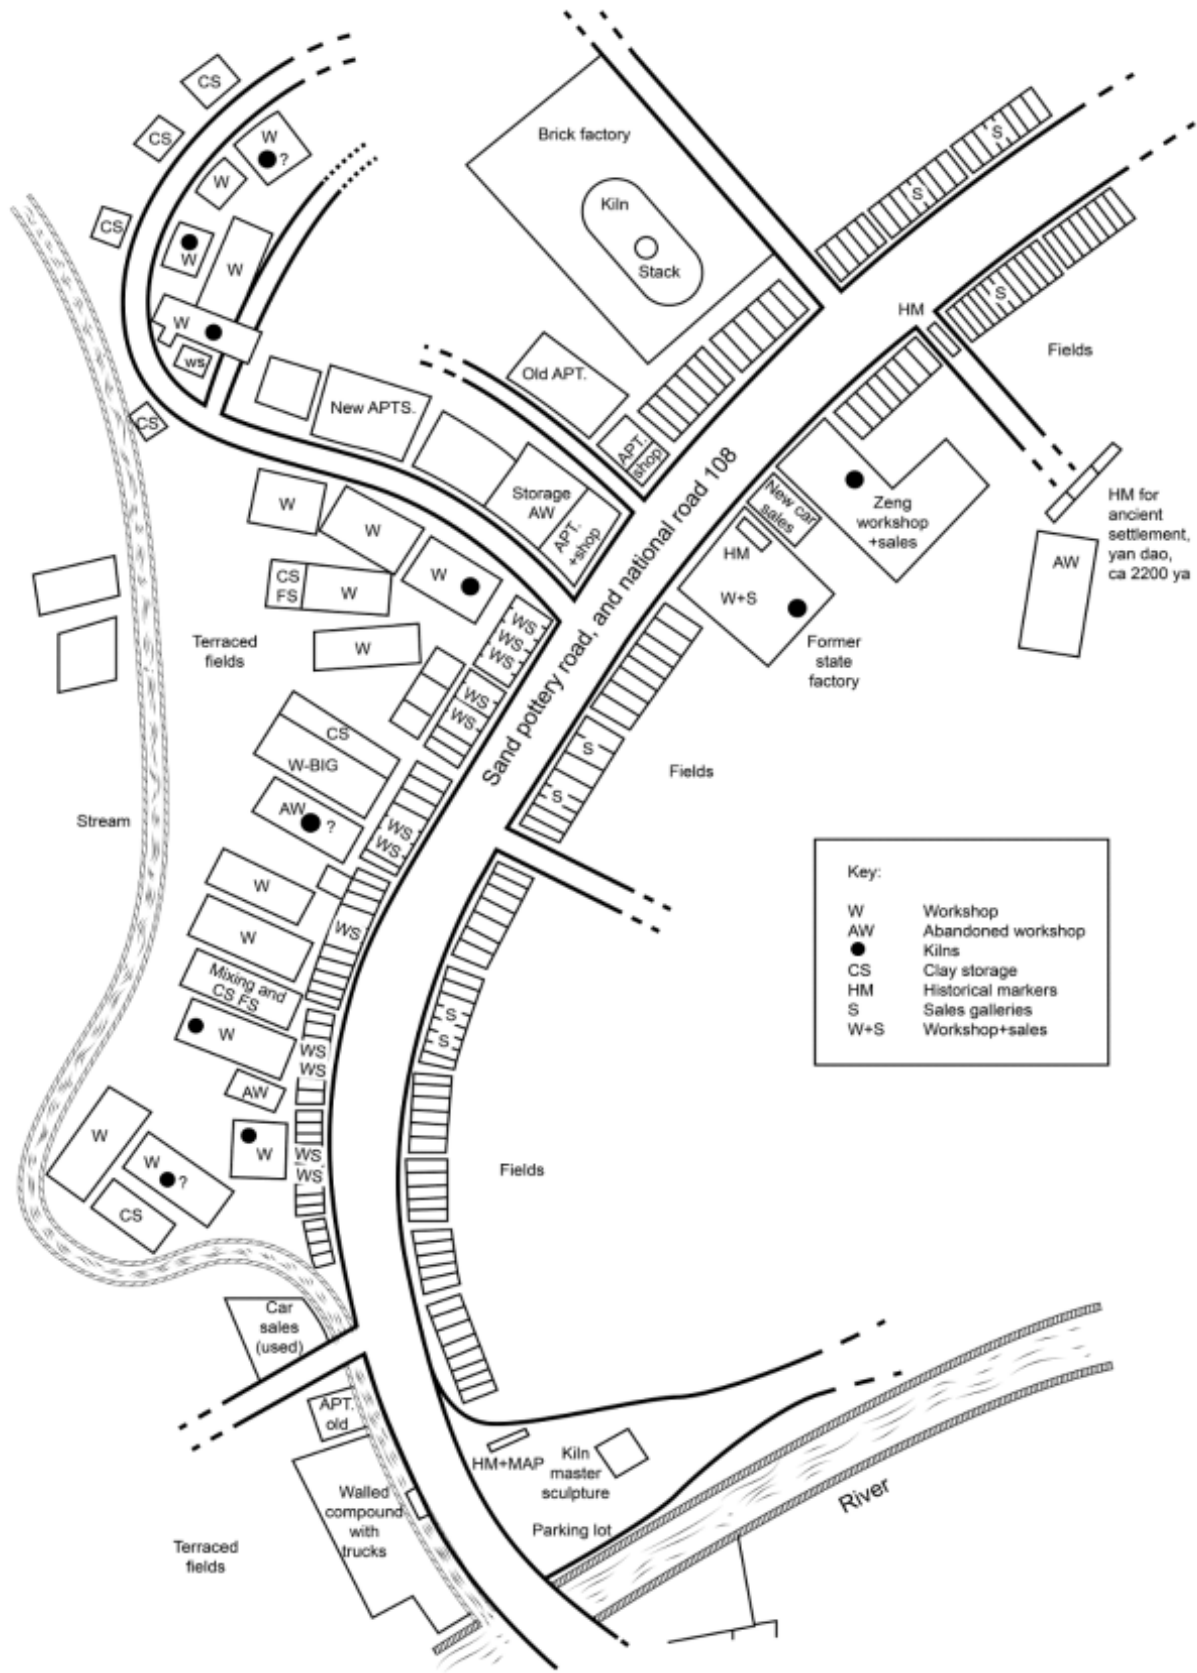 CS
CS
W
?
W
CS
W
W
W
ws
CS
Brick factory
Kiln
Stack
S
S
S
HM
Fields
Old APT.
New APTS.
APT.
shop
Storage
AW
APT.
+shop
Sand pottery road, and national road 108
New car
sales
Zeng
workshop
+sales
HM
W+S
Former
state
factory
HM for
ancient
settlement,
yan dao,
ca 2200 ya
AW
W
W
W
CS
FS
W
W
Terraced
fields
WS
WS
WS
WS
WS
CS
W-BIG
AW
?
WS
WS
S
S
Fields
Stream
W
W
WS
Mixing and
CS FS
W
WS
WS
AW
W
W
?
CS
W
WS
WS
S
S
Fields
Key:
W Workshop
AW Abandoned workshop
Kilns
CS Clay storage
HM Historical markers
S Sales galleries
W+S Workshop+sales
Car
sales
(used)
APT.
old
Walled
compound
with
trucks
Terraced
fields
HM+MAP
Kiln
master
sculpture
Parking lot
River